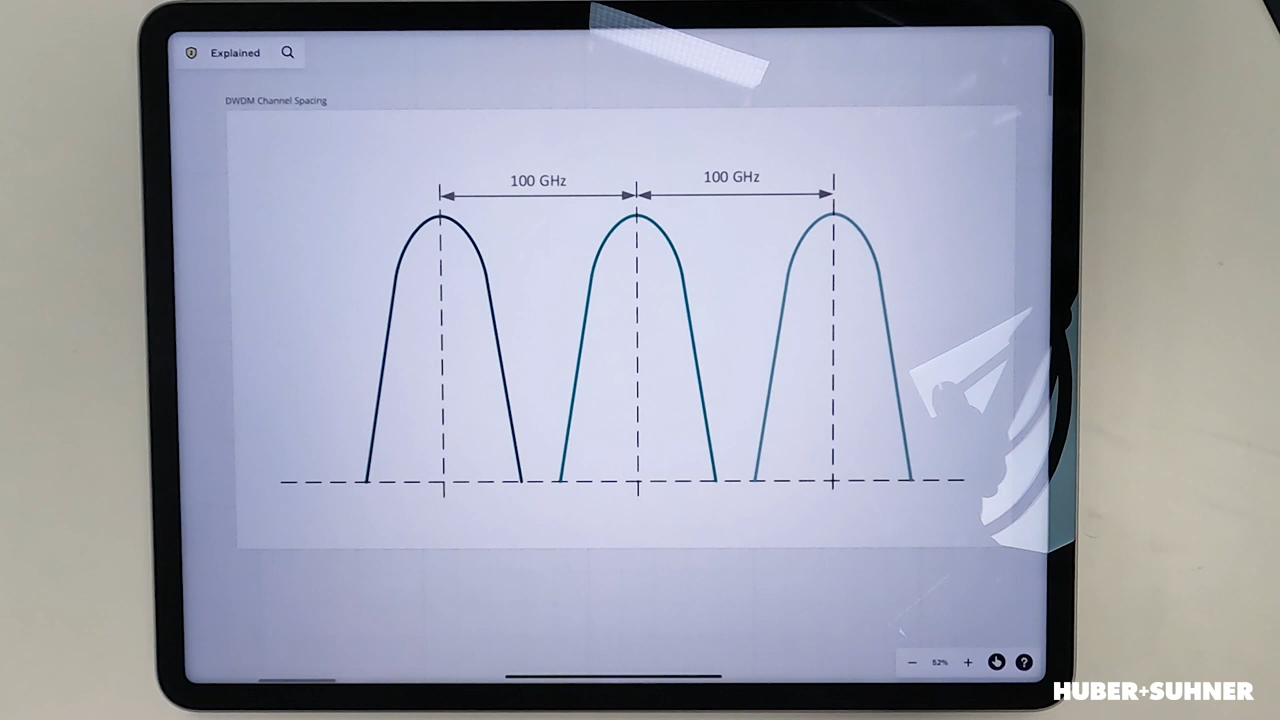 Explained
DWDM Channel Spacing
100 GHz
100 GHz
52%
HUBER+SUHNER